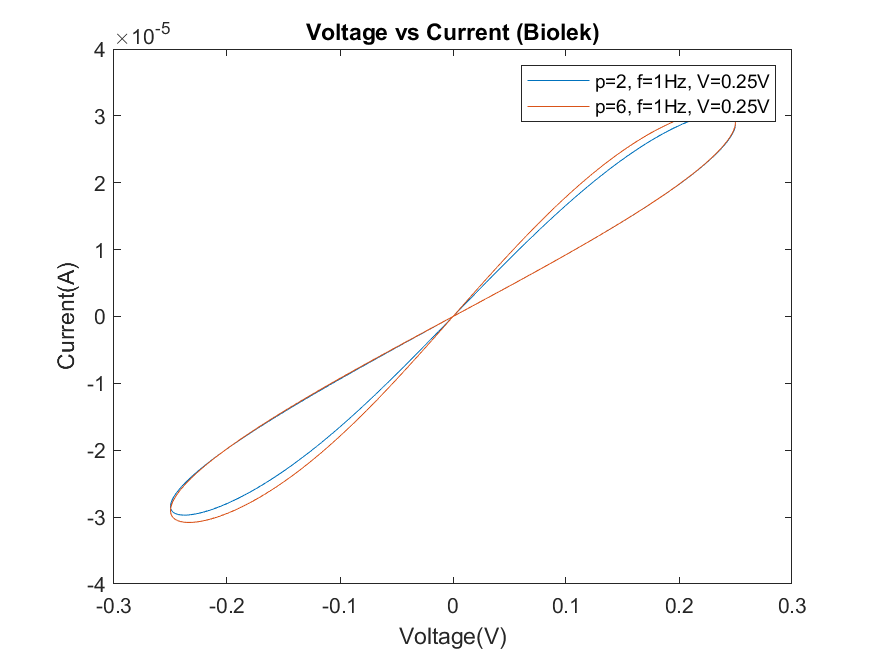 Voltage vs Current (Biolek)
×10-5
p=2, f=1Hz, V=0.25V
p=6, f=1Hz, V=0.25V
4
3
2
1
0
-1
-2
-3
-4
Current(A)
-0.3 -0.2 -0.1 0 0.1 0.2 0.3
Voltage(V)